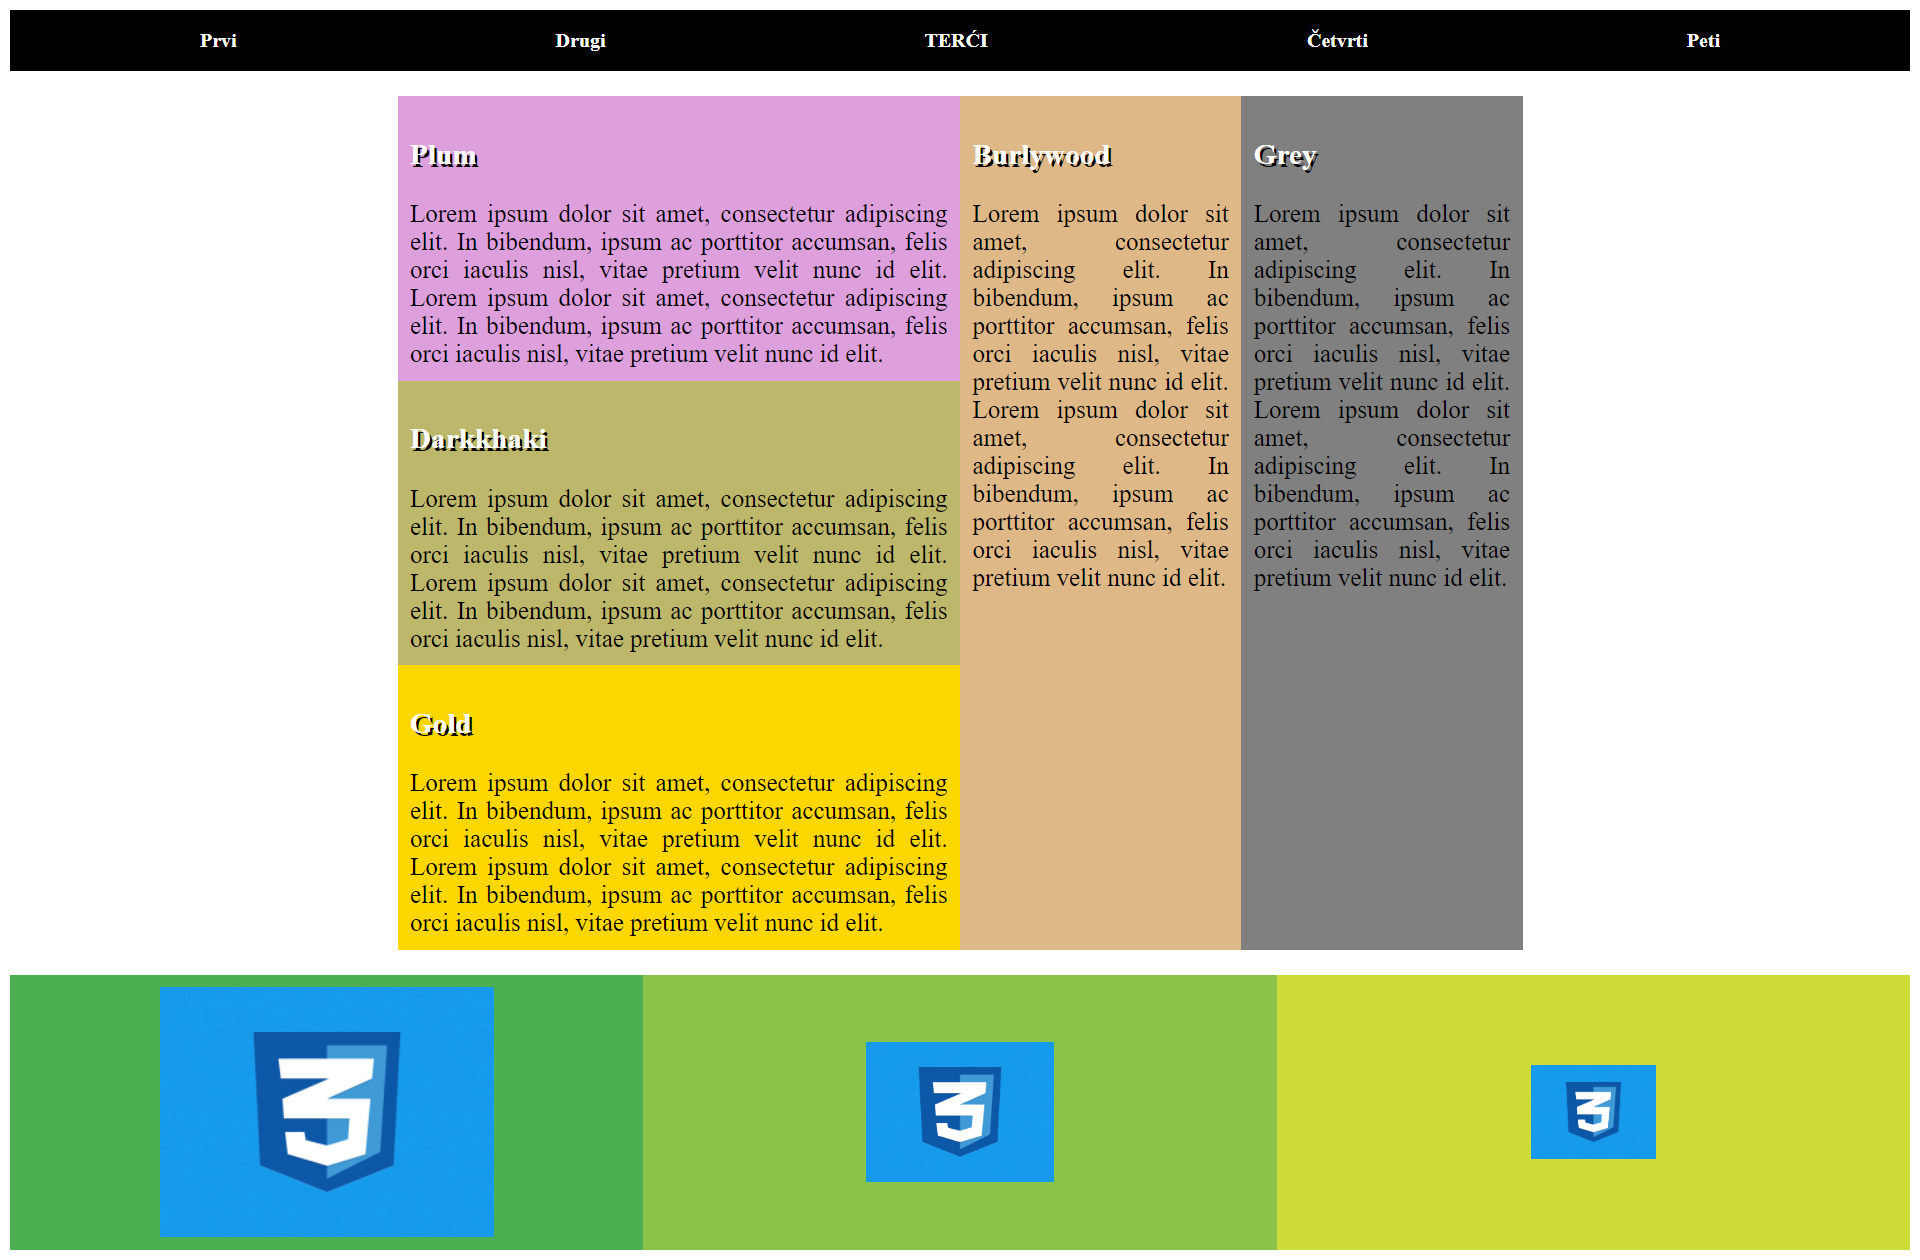 Prvi Drugi TERĆI Četvrti Peti
Plum
Lorem ipsum dolor sit amet, consectetur adipiscing
elit. In bibendum, ipsum ac porttitor accumsan, felis
orci iaculis nisl, vitae pretium velit nunc id elit.
Lorem ipsum dolor sit amet, consectetur adipiscing
elit. In bibendum, ipsum ac porttitor accumsan, felis
orci iaculis nisl, vitae pretium velit nunc id elit.
Darkkhaki
Lorem ipsum dolor sit amet, consectetur adipiscing
elit. In bibendum, ipsum ac porttitor accumsan, felis
orci iaculis nisl, vitae pretium velit nunc id elit.
Lorem ipsum dolor sit amet, consectetur adipiscing
elit. In bibendum, ipsum ac porttitor accumsan, felis
orci iaculis nisl, vitae pretium velit nunc id elit.
Gold
Lorem ipsum dolor sit amet, consectetur adipiscing
elit. In bibendum, ipsum ac porttitor accumsan, felis
orci iaculis nisl, vitae pretium velit nunc id elit.
Lorem ipsum dolor sit amet, consectetur adipiscing
elit. In bibendum, ipsum ac porttitor accumsan, felis
orci iaculis nisl, vitae pretium velit nunc id elit.
Burlywood
Lorem ipsum dolor sit
amet, consectetur
adipiscing elit. In
bibendum, ipsum ac
porttitor accumsan, felis
orci iaculis nisl, vitae
pretium velit nunc id elit.
Lorem ipsum dolor sit
amet, consectetur
adipiscing elit. In
bibendum, ipsum ac
porttitor accumsan, felis
orci iaculis nisl, vitae
pretium velit nunc id elit.
Grey
Lorem ipsum dolor sit
amet, consectetur
adipiscing elit. In
bibendum, ipsum ac
porttitor accumsan, felis
orci iaculis nisl, vitae
pretium velit nunc id elit.
Lorem ipsum dolor sit
amet, consectetur
adipiscing elit. In
bibendum, ipsum ac
porttitor accumsan, felis
orci iaculis nisl, vitae
pretium velit nunc id elit.
3
3
3